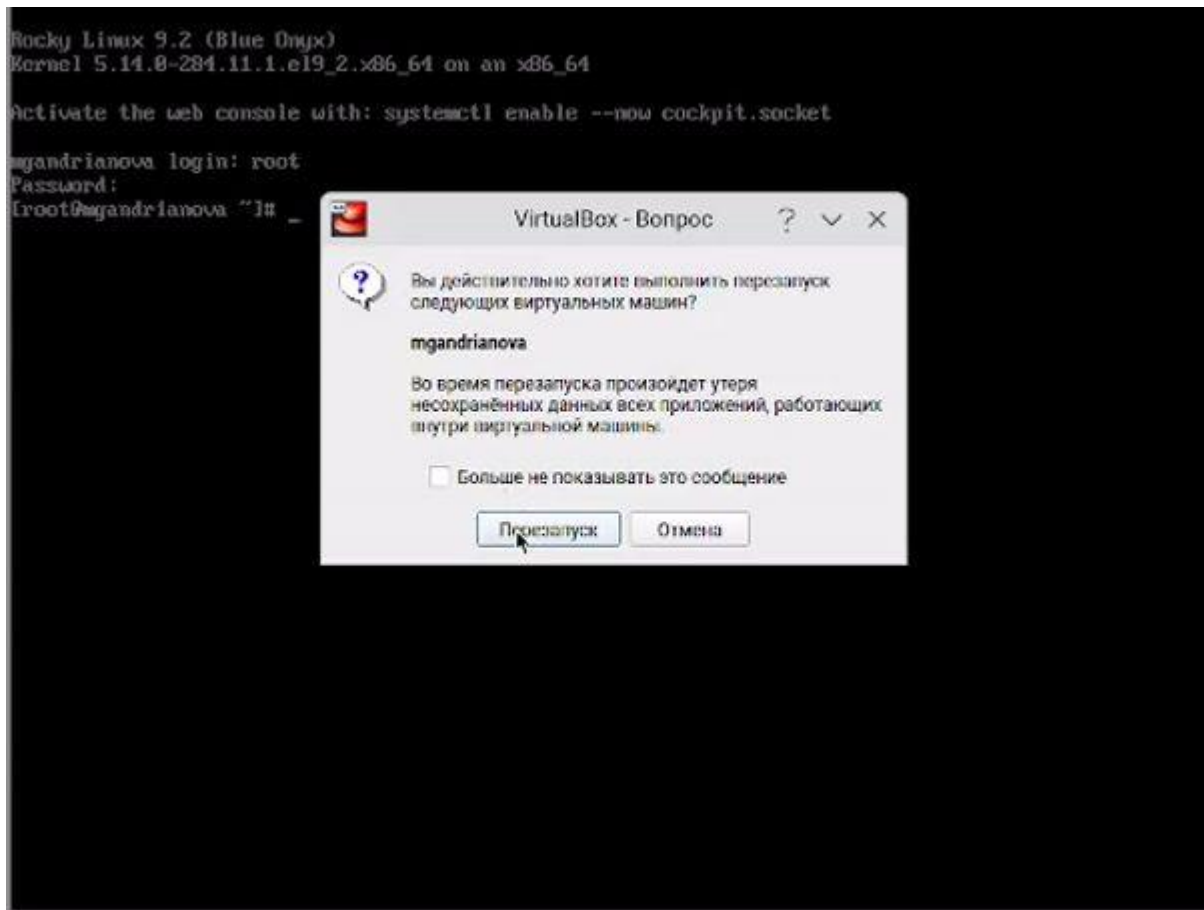 Rocky Linux 9.2 (Blue Onyx)
Kernel 5.14.0-284.11.1.el9_2.x86_64 on an x86_64
Activate the web console with: systemctl enable --now cockpit.socket
mgandrianova login: root
Password:
[root@mgandrianova ~]# _
VirtualBox - Вопрос
Вы действительно хотите выполнить перезапуск
следующих виртуальных машин?
mgandrianova
Во время перезапуска произойдет утеря
несохранённых данных всех приложений, работающих
внутри виртуальной машины.
Больше не показывать это сообщение
Перезапуск
Отмена